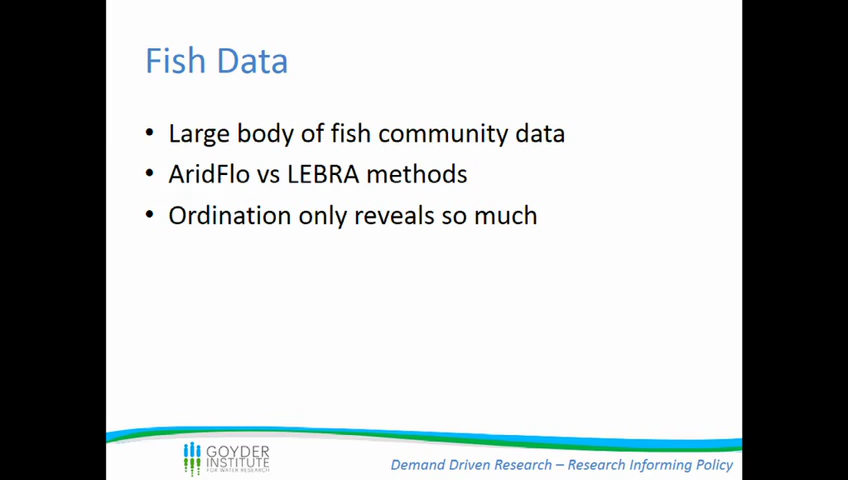 Fish Data
• Large body of fish community data
• AridFlo vs LEBRA methods
• Ordination only reveals so much
GOYDER
INSTITUTE
FOR WATER RESEARCH
Demand Driven Research – Research Informing Policy